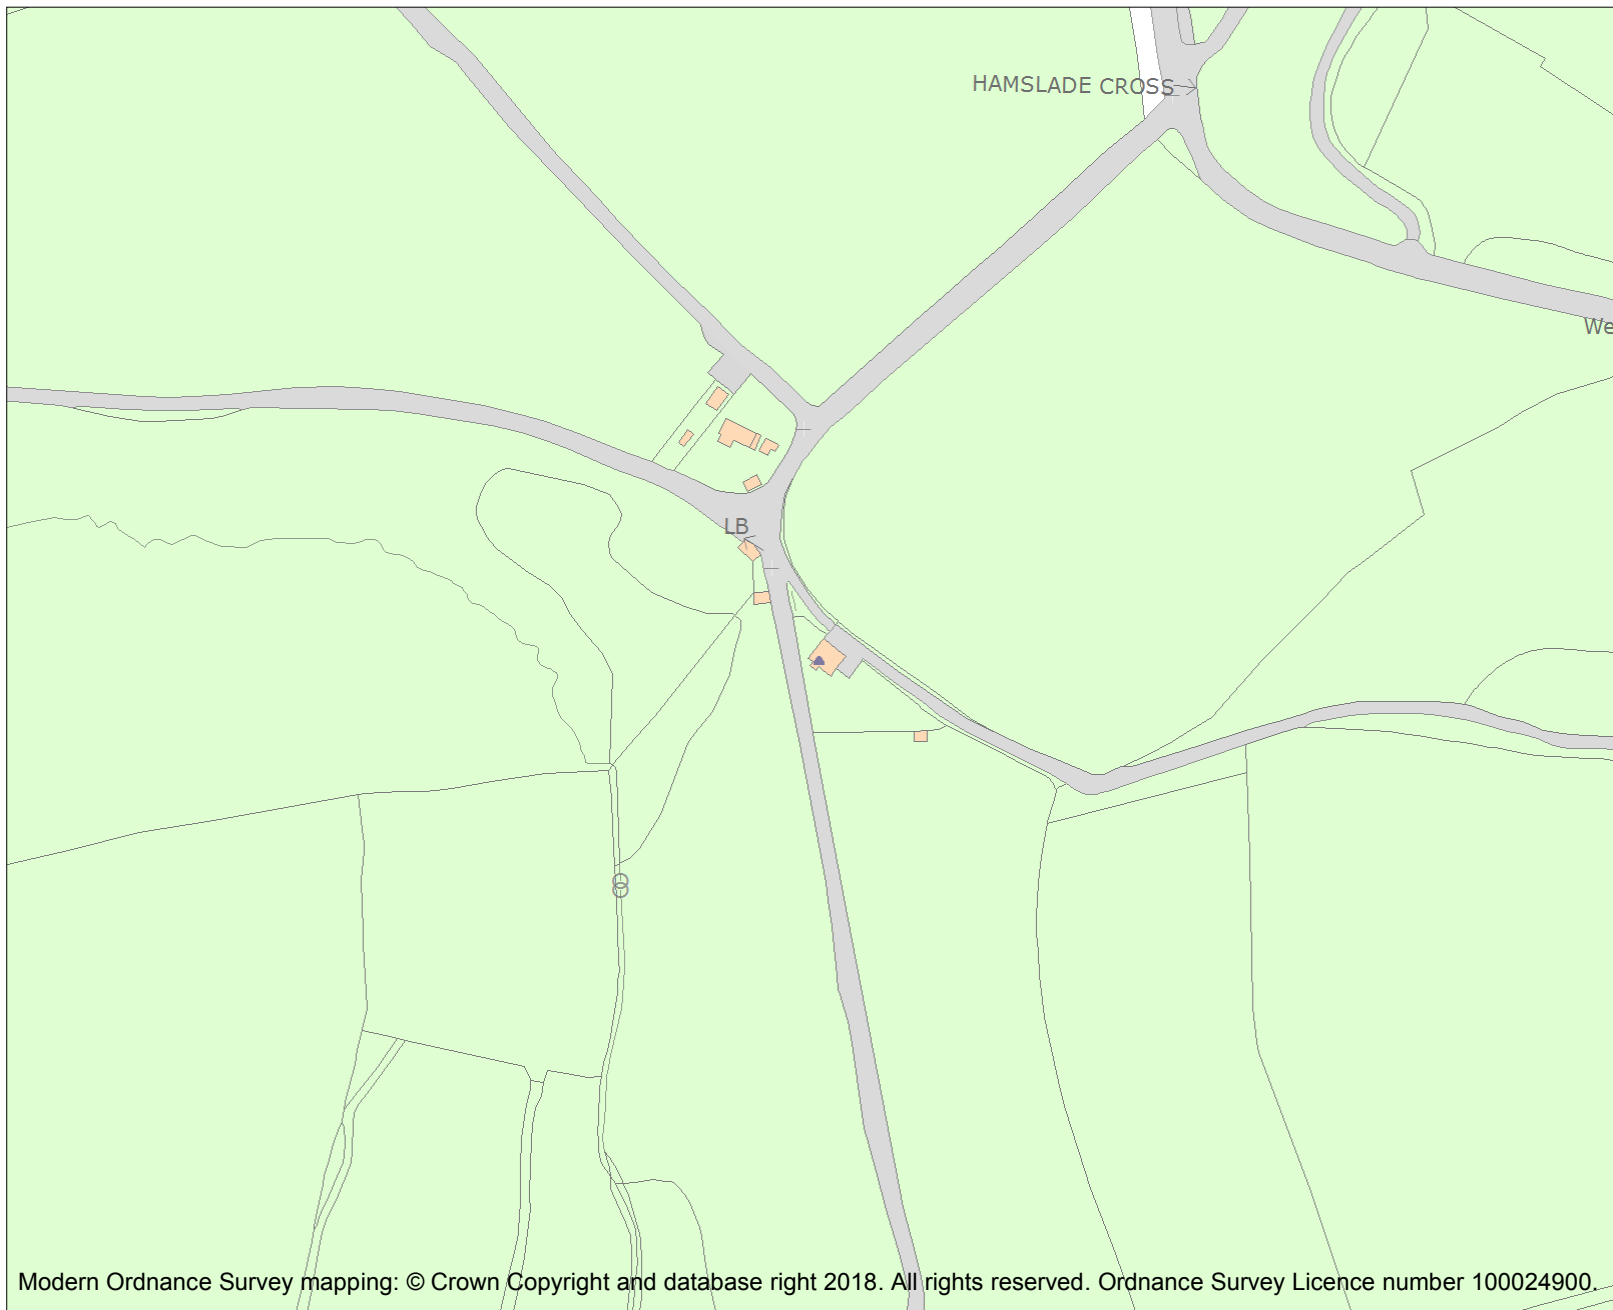 HAMSLADE CROSS
We
LB
Modern Ordnance Survey mapping: © Crown Copyright and database right 2018. All rights reserved. Ordnance Survey Licence number 100024900.